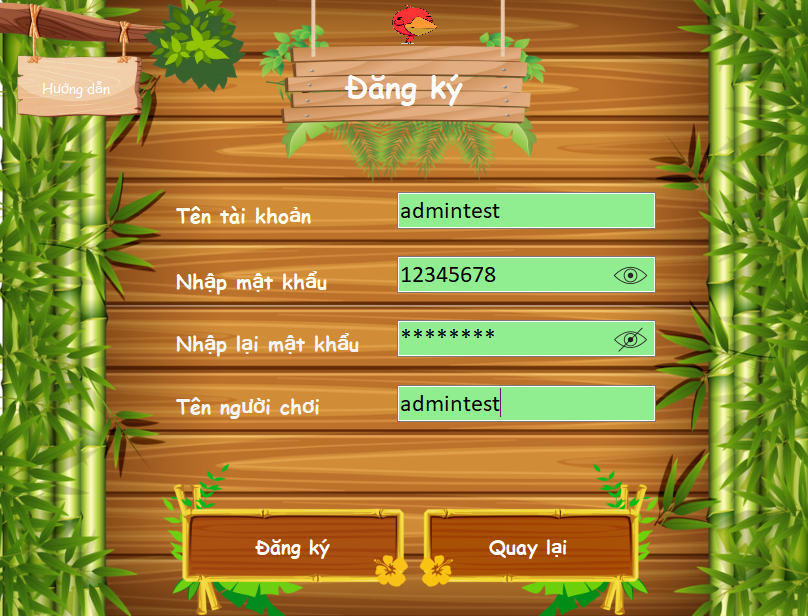 Hướng dẫn
Đăng ký
Tên tài khoản admintest
Nhập mật khẩu 12345678
Nhập lại mật khẩu ********
Tên người chơi admintest
Đăng ký Quay lại